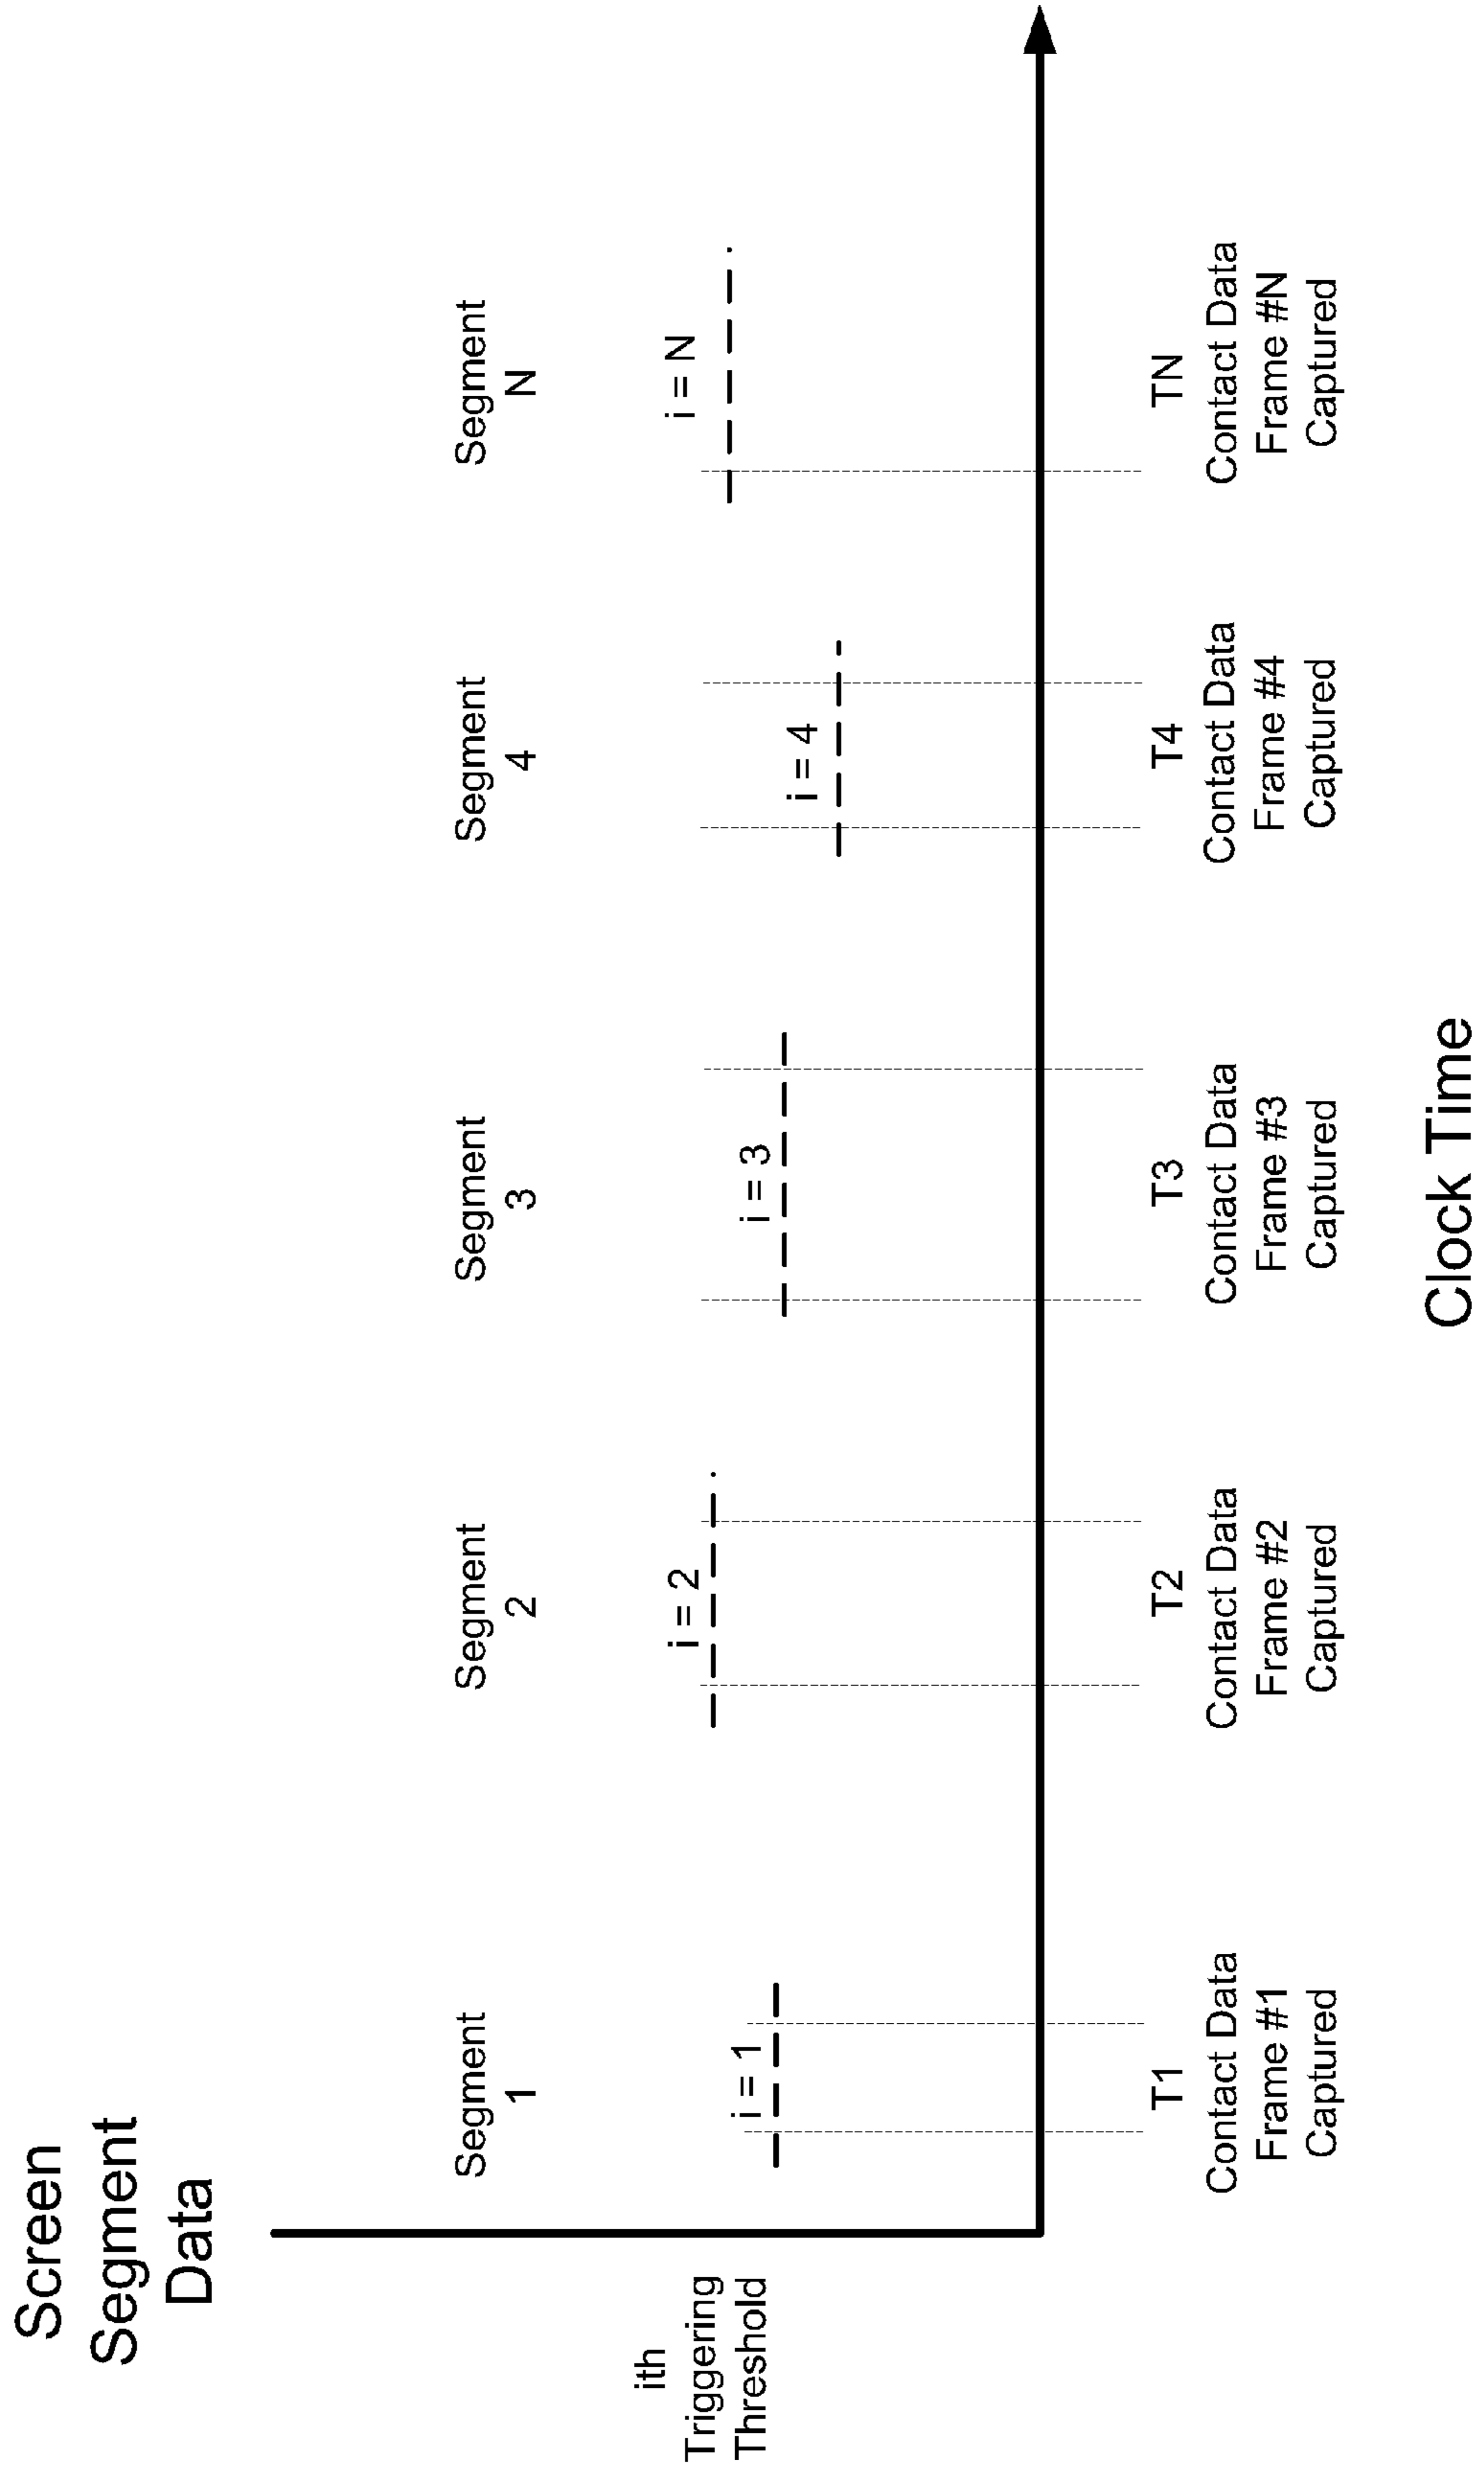 Screen
Segment
Data
Segment
1
Segment
2
Segment
3
Segment
4
Segment
N
ith
Triggering
Threshold
i = 1
i = 2
i = 3
i = 4
i = N
T1
Contact Data
Frame #1
Captured
T2
Contact Data
Frame #2
Captured
T3
Contact Data
Frame #3
Captured
T4
Contact Data
Frame #4
Captured
TN
Contact Data
Frame #N
Captured
Clock Time